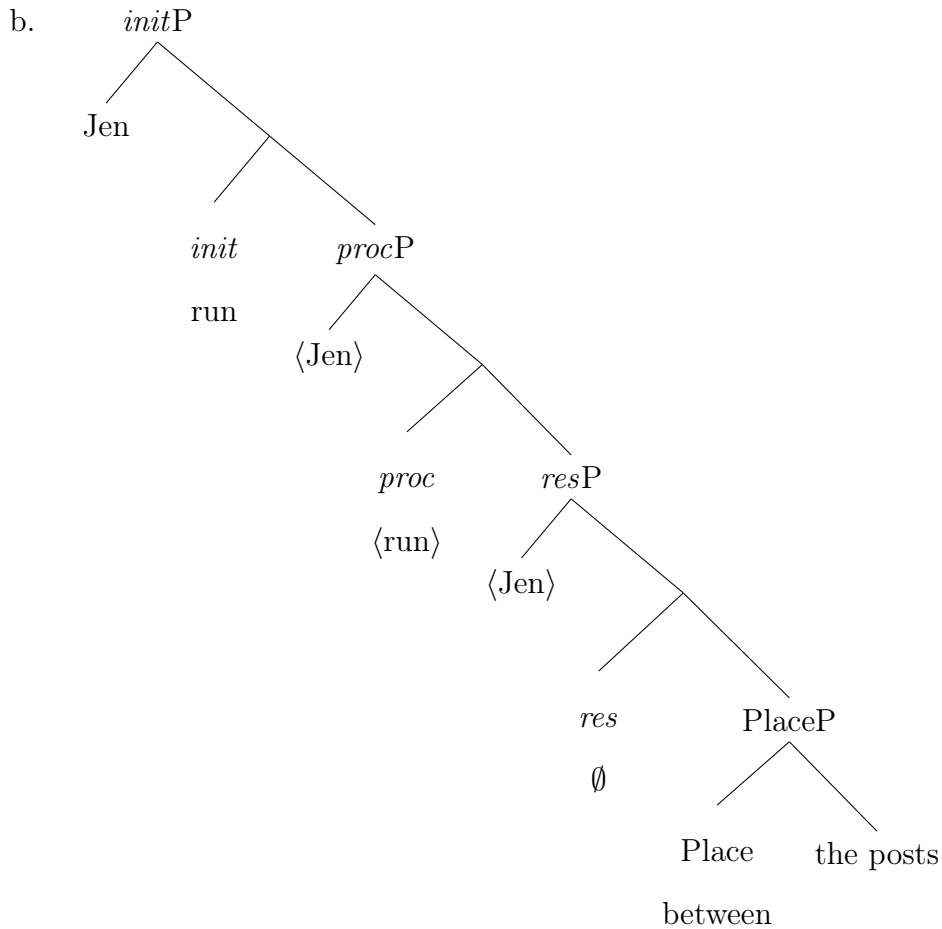 b. initP
Jen
init procP
run
⟨Jen⟩
proc resP
⟨run⟩
⟨Jen⟩
res PlaceP
∅
Place the posts
between